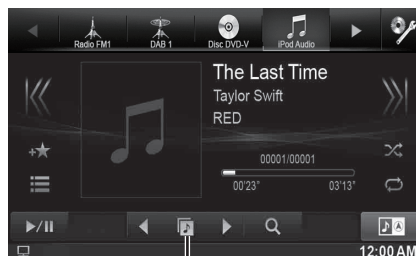 Radio FM1
DAB 1
Disc DVD-V
iPod Audio
The Last Time
Taylor Swift
RED
00001/00001
00'23"
03'13"
12:00 AM